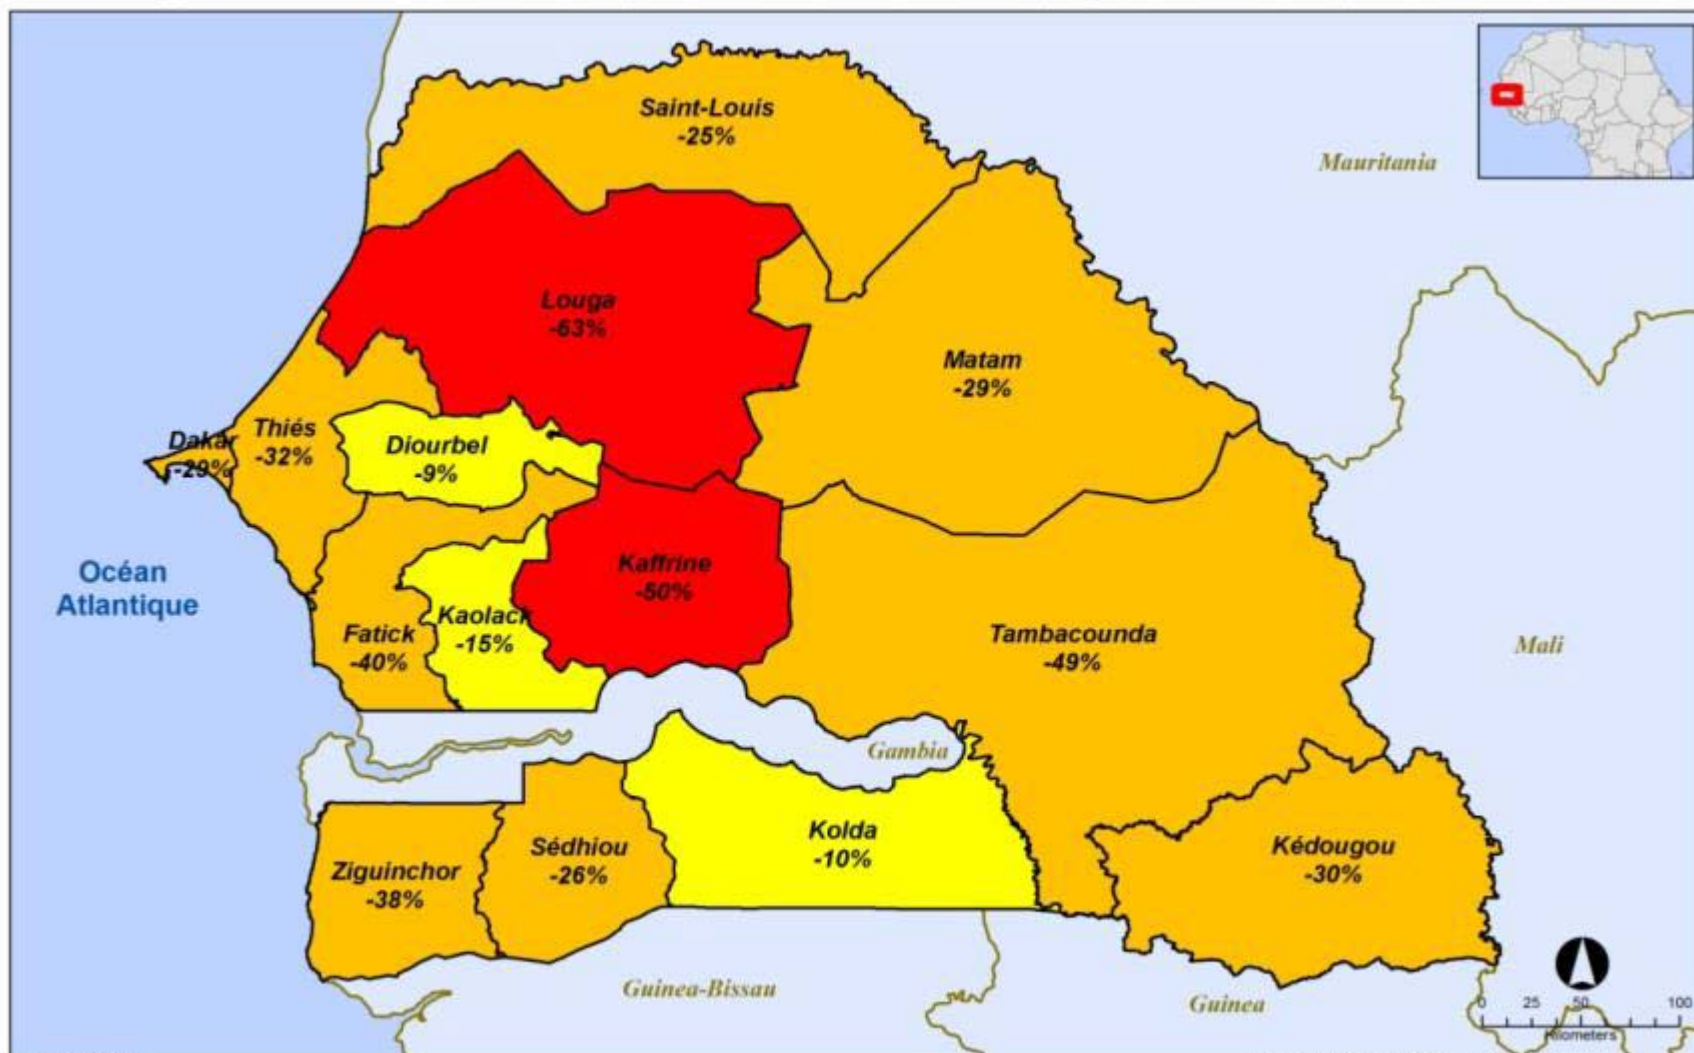 Saint-Louis
-25%
Mauritania
Louga
-63%
Matam
-29%
Thiés
-32%
Dakar
-29%
Diourbel
-9%
Océan
Atlantique
Kaffrine
-50%
Kaolack
-15%
Fatick
-40%
Tambacounda
-49%
Mali
Gambia
Kolda
-10%
Sédhiou
-26%
Ziguinchor
-38%
Kédougou
-30%
Guinea-Bissau
Guinea
0 25 50 100
Kilometers